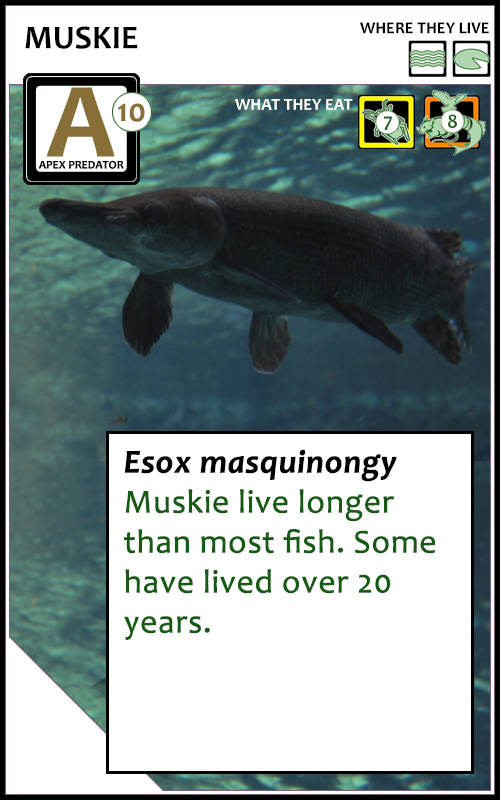 MUSKIE
WHERE THEY LIVE
A
10
APEX PREDATOR
WHAT THEY EAT
7
8
Esox masquinongy
Muskie live longer
than most fish. Some
have lived over 20
years.